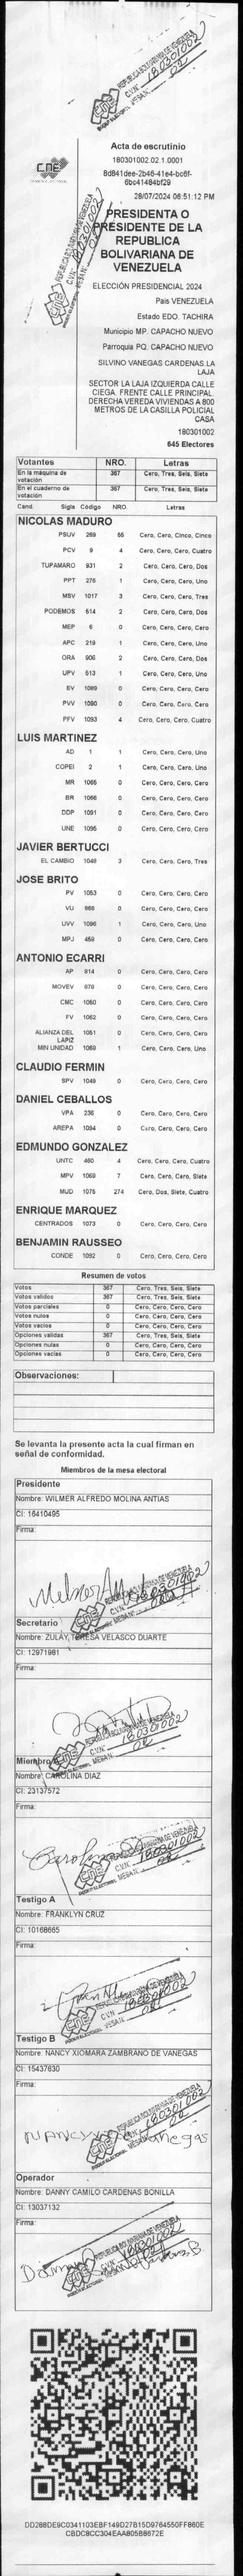 CNE
Acta de escrutinio
180301002.02.1.0001
8d841dee-2b46-41e4-bc6f-
6bc41484bf29
28/07/2024 06:51:12 PM
PRESIDENTA O
PRESIDENTE DE LA
REPUBLICA
BOLIVARIANA DE
VENEZUELA
ELECCIÓN PRESIDENCIAL 2024
Pais VENEZUELA
Estado EDO. TACHIRA
Municipio MP. CAPACHO NUEVO
Parroquia PQ. CAPACHO NUEVO
SILVINO VANEGAS CARDENAS LA
LAJA
SECTOR LA LAJA IZQUIERDA CALLE
CIEGA. FRENTE CALLE PRINCIPAL.
DERECHA VEREDA VIVIENDAS A 800
METROS DE LA CASILLA POLICIAL
CASA
180301002
645 Electores
Votantes NRO. Letras
En la máquina de votación 367 Cero, Tres, Seis, Siete
En el cuaderno de votación 367 Cero, Tres, Seis, Siete
Cand. Sigla Código NRO. Letras
NICOLAS MADURO
PSUV 269 55 Cero, Cero, Cinco, Cinco
PCV 9 4 Cero, Cero, Cero, Cuatro
TUPAMARO 931 2 Cero, Cero, Cero, Dos
PPT 276 1 Cero, Cero, Cero, Uno
MSV 1017 3 Cero, Cero, Cero, Tres
PODEMOS 514 2 Cero, Cero, Cero, Dos
MEP 6 0 Cero, Cero, Cero, Cero
APC 219 1 Cero, Cero, Cero, Uno
ORA 906 2 Cero, Cero, Cero, Dos
UPV 513 1 Cero, Cero, Cero, Uno
EV 1089 0 Cero, Cero, Cero, Cero
PVV 1090 0 Cero, Cero, Cero, Cero
PFV 1093 4 Cero, Cero, Cero, Cuatro
LUIS MARTINEZ
AD 1 1 Cero, Cero, Cero, Uno
COPEI 2 1 Cero, Cero, Cero, Uno
MR 1065 0 Cero, Cero, Cero, Cero
BR 1066 0 Cero, Cero, Cero, Cero
DDP 1091 0 Cero, Cero, Cero, Cero
UNE 1095 0 Cero, Cero, Cero, Cero
JAVIER BERTUCCI
EL CAMBIO 1048 3 Cero, Cero, Cero, Tres
JOSE BRITO
PV 1053 0 Cero, Cero, Cero, Cero
VU 969 0 Cero, Cero, Cero, Cero
UVV 1096 1 Cero, Cero, Cero, Uno
MPJ 459 0 Cero, Cero, Cero, Cero
ANTONIO ECARRI
AP 814 0 Cero, Cero, Cero, Cero
MOVEV 979 0 Cero, Cero, Cero, Cero
CMC 1050 0 Cero, Cero, Cero, Cero
FV 1062 0 Cero, Cero, Cero, Cero
ALIANZA DEL LAPIZ 1051 0 Cero, Cero, Cero, Cero
MIN UNIDAD 1069 1 Cero, Cero, Cero, Uno
CLAUDIO FERMIN
SPV 1049 0 Cero, Cero, Cero, Cero
DANIEL CEBALLOS
VPA 236 0 Cero, Cero, Cero, Cero
AREPA 1094 0 Cero, Cero, Cero, Cero
EDMUNDO GONZALEZ
UNTC 460 4 Cero, Cero, Cero, Cuatro
MPV 1069 7 Cero, Cero, Cero, Siete
MUD 1075 274 Cero, Dos, Siete, Cuatro
ENRIQUE MARQUEZ
CENTRADOS 1073 0 Cero, Cero, Cero, Cero
BENJAMIN RAUSSEO
CONDE 1092 0 Cero, Cero, Cero, Cero
Resumen de votos
Votos 367 Cero, Tres, Seis, Siete
Votos validos 367 Cero, Tres, Seis, Siete
Votos parciales 0 Cero, Cero, Cero, Cero
Votos nulos 0 Cero, Cero, Cero, Cero
Votos vacios 0 Cero, Cero, Cero, Cero
Opciones validas 367 Cero, Tres, Seis, Siete
Opciones nulas 0 Cero, Cero, Cero, Cero
Opciones vacias 0 Cero, Cero, Cero, Cero
Observaciones:
Se levanta la presente acta la cual firman en
señal de conformidad.
Miembros de la mesa electoral
Presidente
Nombre: WILMER ALFREDO MOLINA ANTIAS
CI: 16410495
Firma:
Secretario
Nombre: ZULAY TERESA VELASCO DUARTE
CI: 12971981
Firma:
Nombre: CAROLINA DIAZ
CI: 23137572
Firma:
Testigo A
Nombre: FRANKLYN CRUZ
CI: 10168665
Firma:
Testigo B
Nombre: NANCY XIOMARA ZAMBRANO DE VANEGAS
CI: 15437630
Firma:
Operador
Nombre: DANNY CAMILO CARDENAS BONILLA
CI: 13037132
Firma:
DD288DE9C0341103EBF149D27B15D9764550FF860E
CBDC8CC304EAA805B8672E